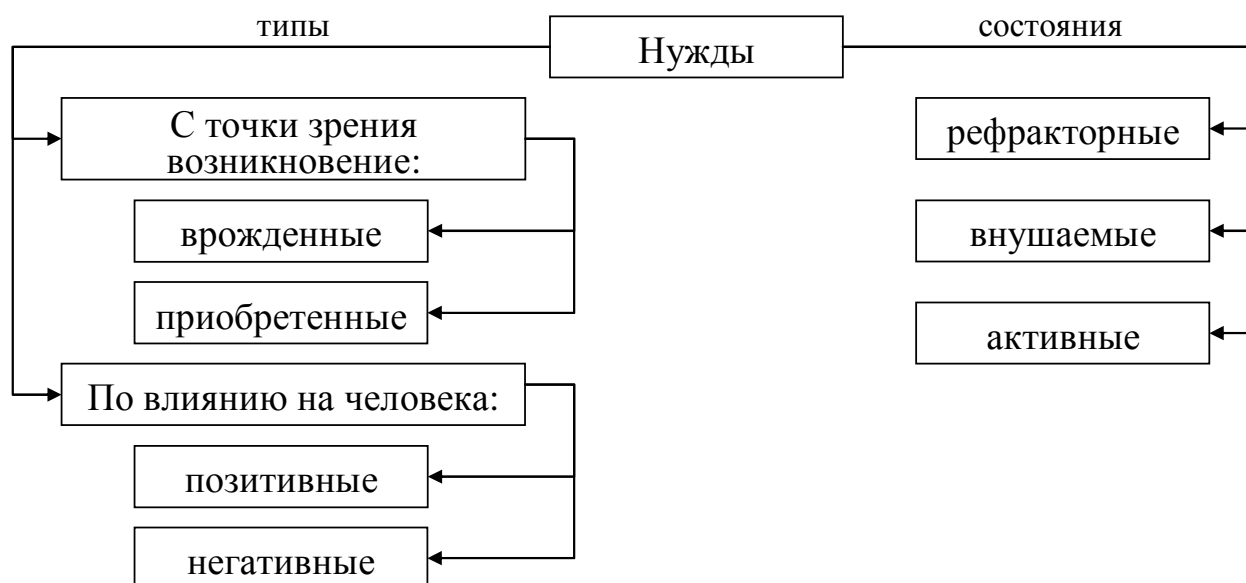 типы
Нужды
состояния
С точки зрения
возникновение:
врожденные
приобретенные
По влиянию на человека:
позитивные
негативные
рефракторные
внушаемые
активные